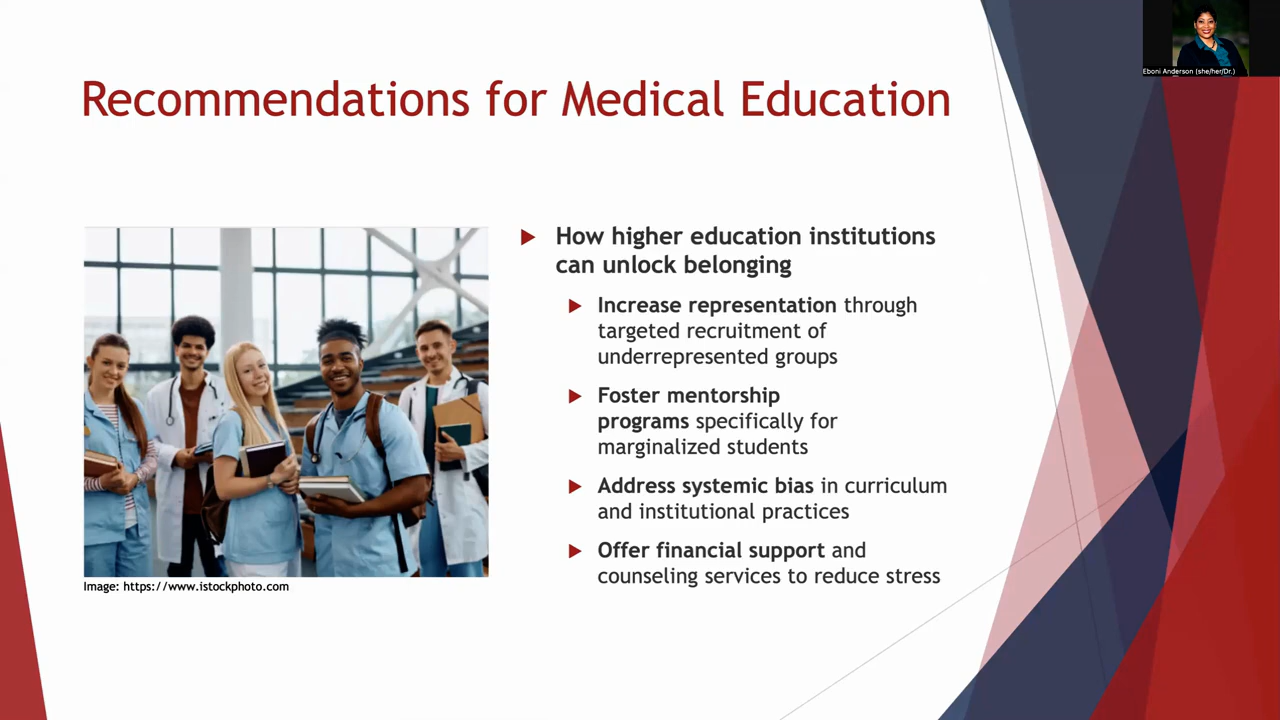 Eboni Anderson (she/her/Dr.)
Recommendations for Medical Education
How higher education institutions
can unlock belonging
Increase representation through
targeted recruitment of
underrepresented groups
Foster mentorship
programs specifically for
marginalized students
Address systemic bias in curriculum
and institutional practices
Offer financial support and
counseling services to reduce stress
Image: https://www.istockphoto.com